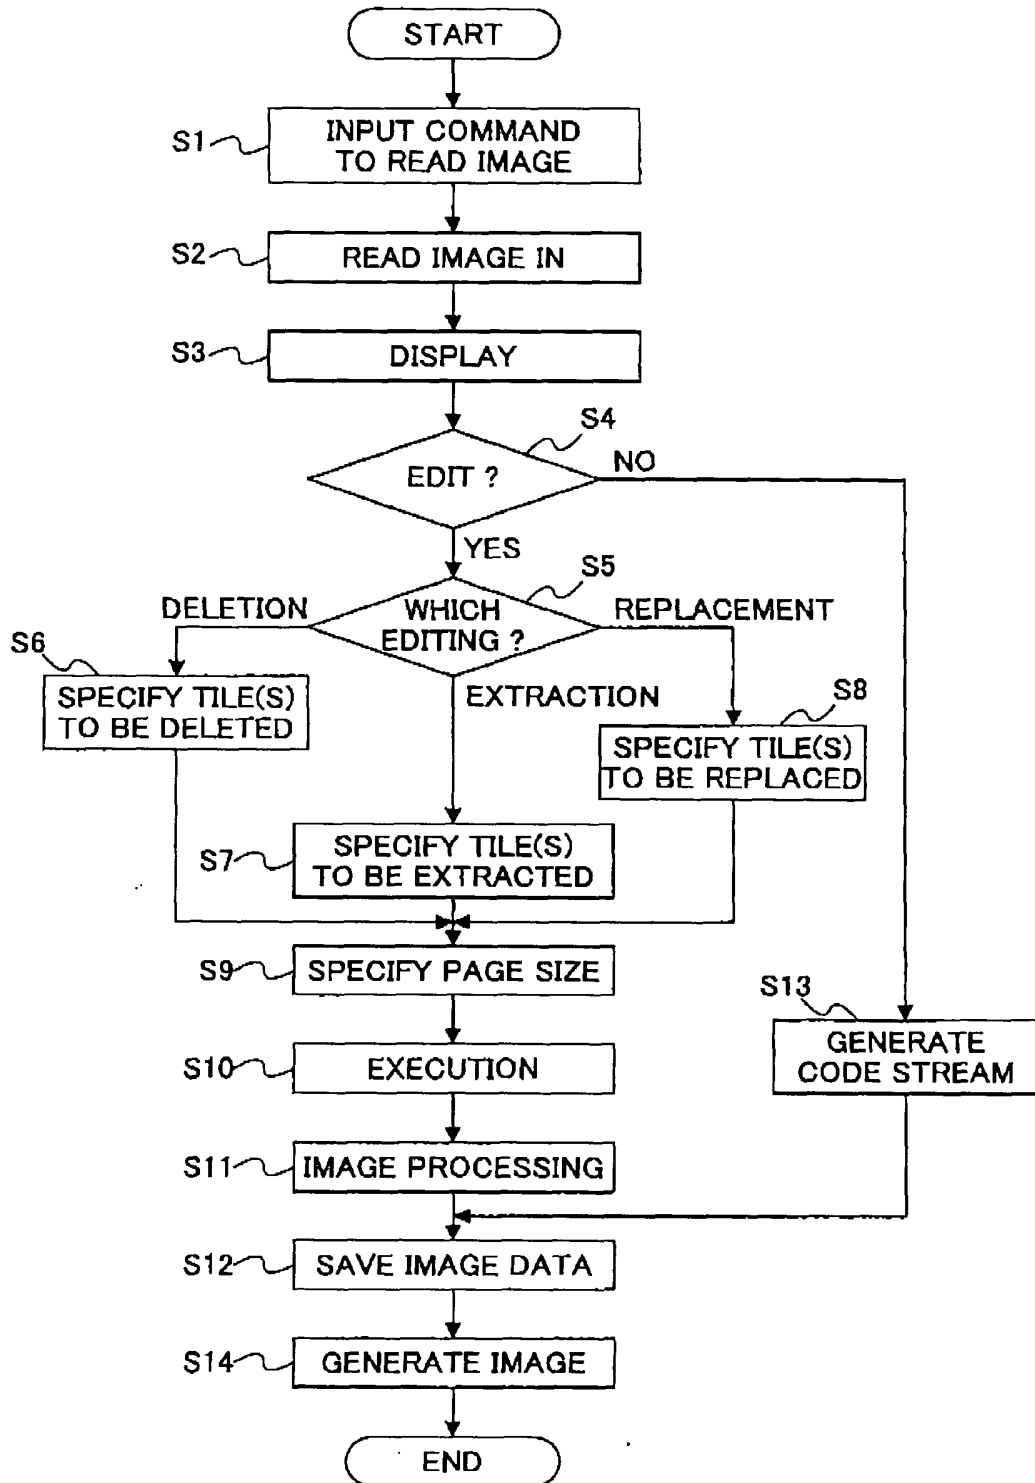 START
S1
INPUT COMMAND
TO READ IMAGE
S2
READ IMAGE IN
S3
DISPLAY
S4
EDIT ?
NO
YES
S5
WHICH
EDITING ?
DELETION
REPLACEMENT
EXTRACTION
S6
SPECIFY TILE(S)
TO BE DELETED
S8
SPECIFY TILE(S)
TO BE REPLACED
S7
SPECIFY TILE(S)
TO BE EXTRACTED
S9
SPECIFY PAGE SIZE
S10
EXECUTION
S13
GENERATE
CODE STREAM
S11
IMAGE PROCESSING
S12
SAVE IMAGE DATA
S14
GENERATE IMAGE
END